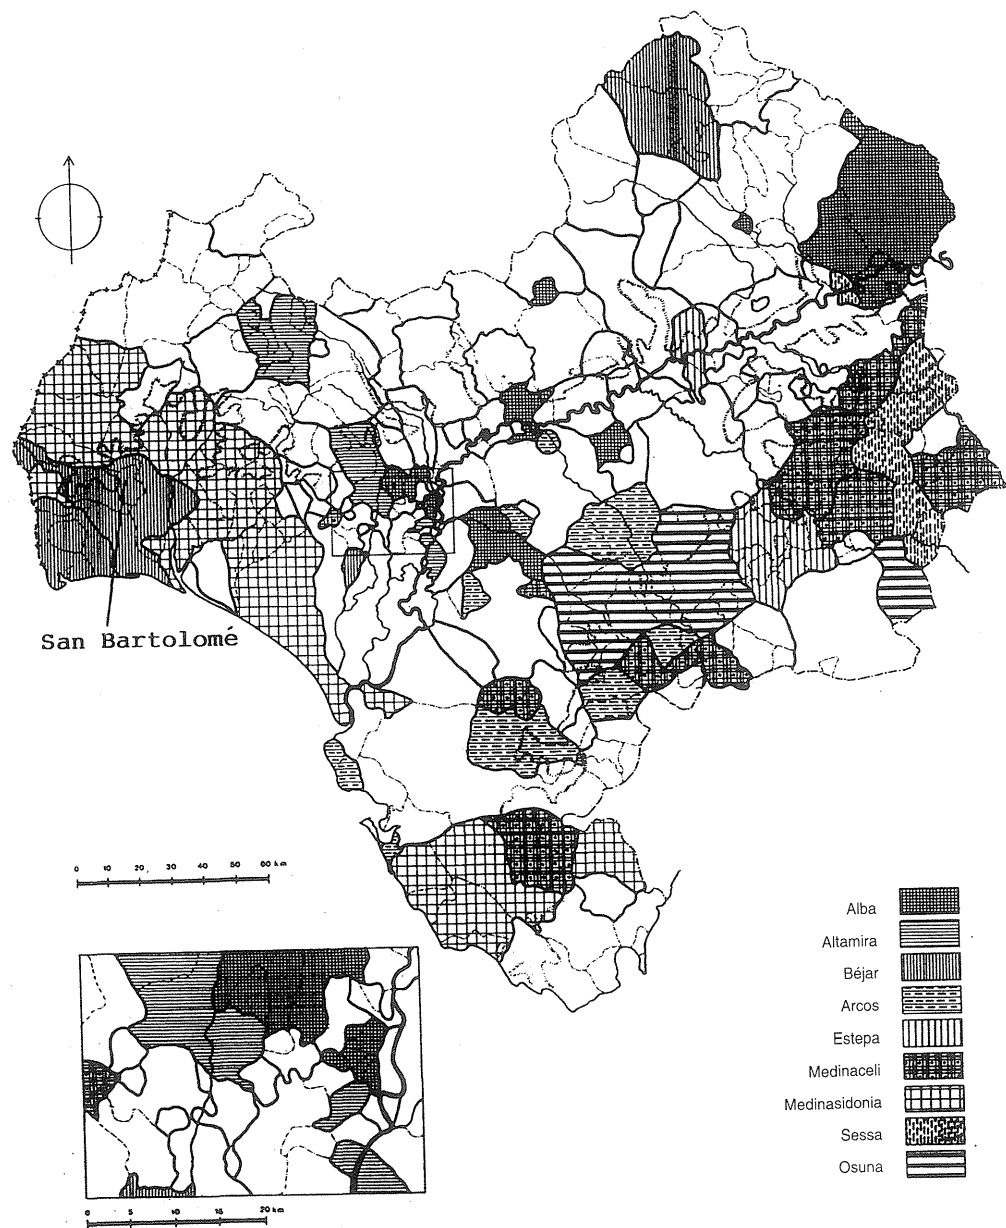 San Bartolomé
0 10 20 30 40 50 60 km
Alba
Altamira
Béjar
Arcos
Estepa
Medinaceli
Medinasidonia
Sessa
Osuna
0 5 10 15 20 km